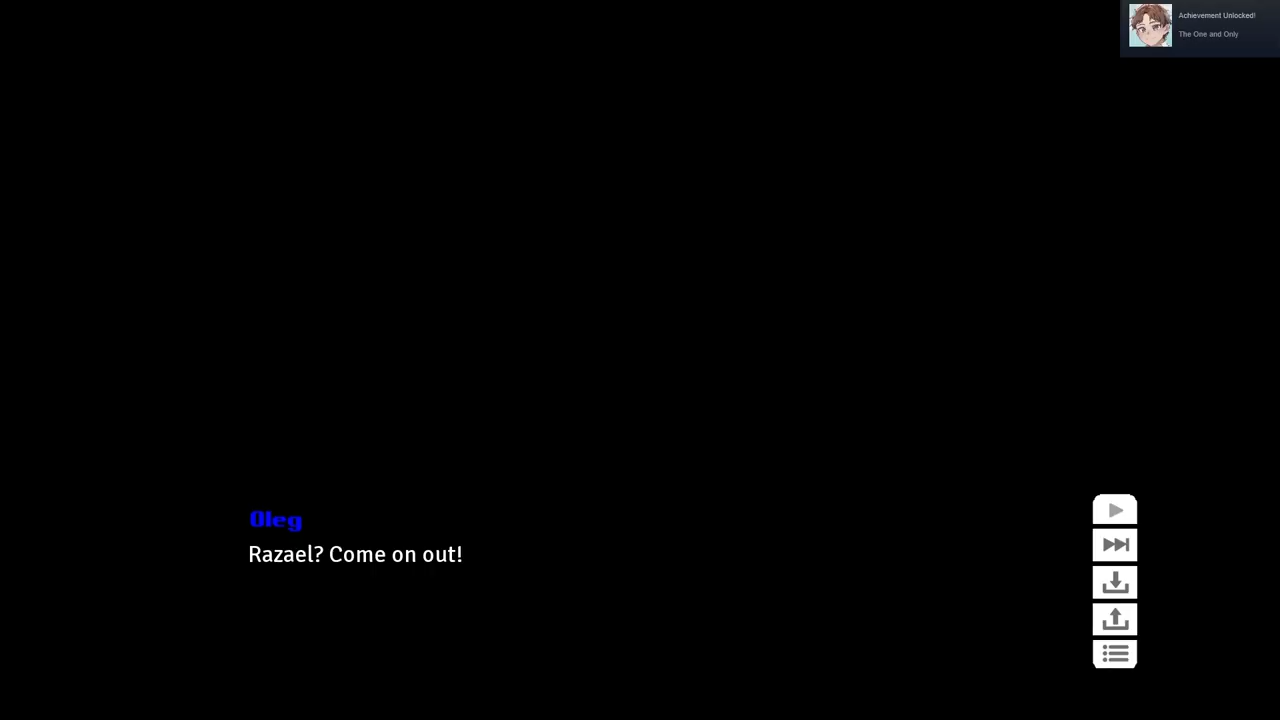 Achievement Unlocked!
The One and Only
Oleg
Razael? Come on out!